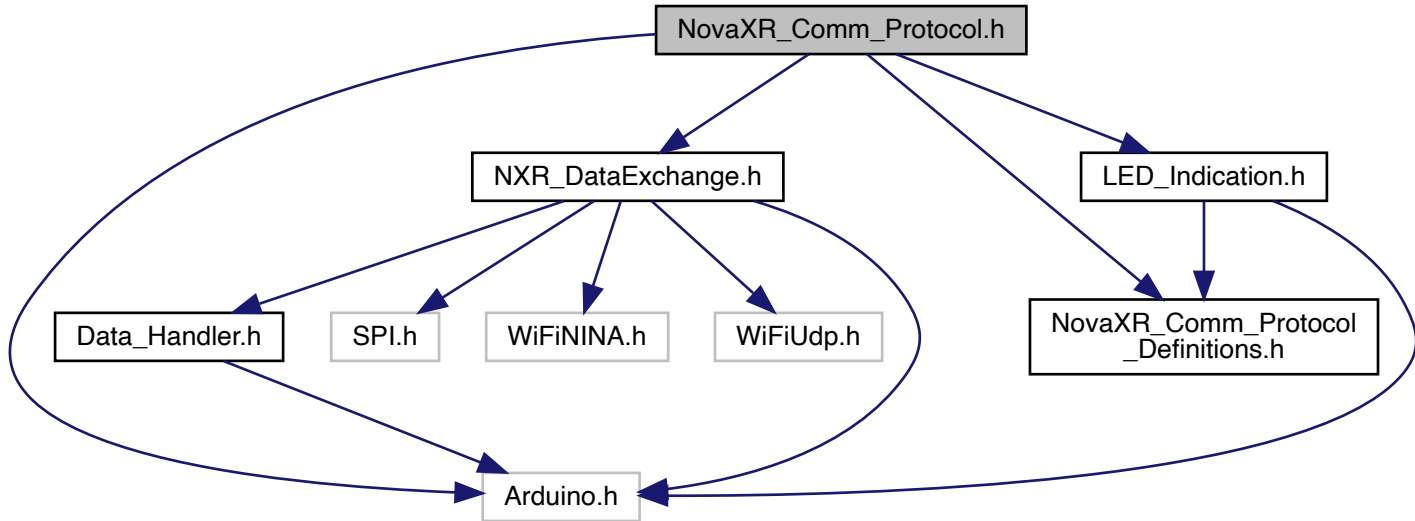 NovaXR_Comm_Protocol.h
NXR_DataExchange.h
LED_Indication.h
Data_Handler.h
SPI.h
WiFiNINA.h
WiFiUdp.h
NovaXR_Comm_Protocol
_Definitions.h
Arduino.h